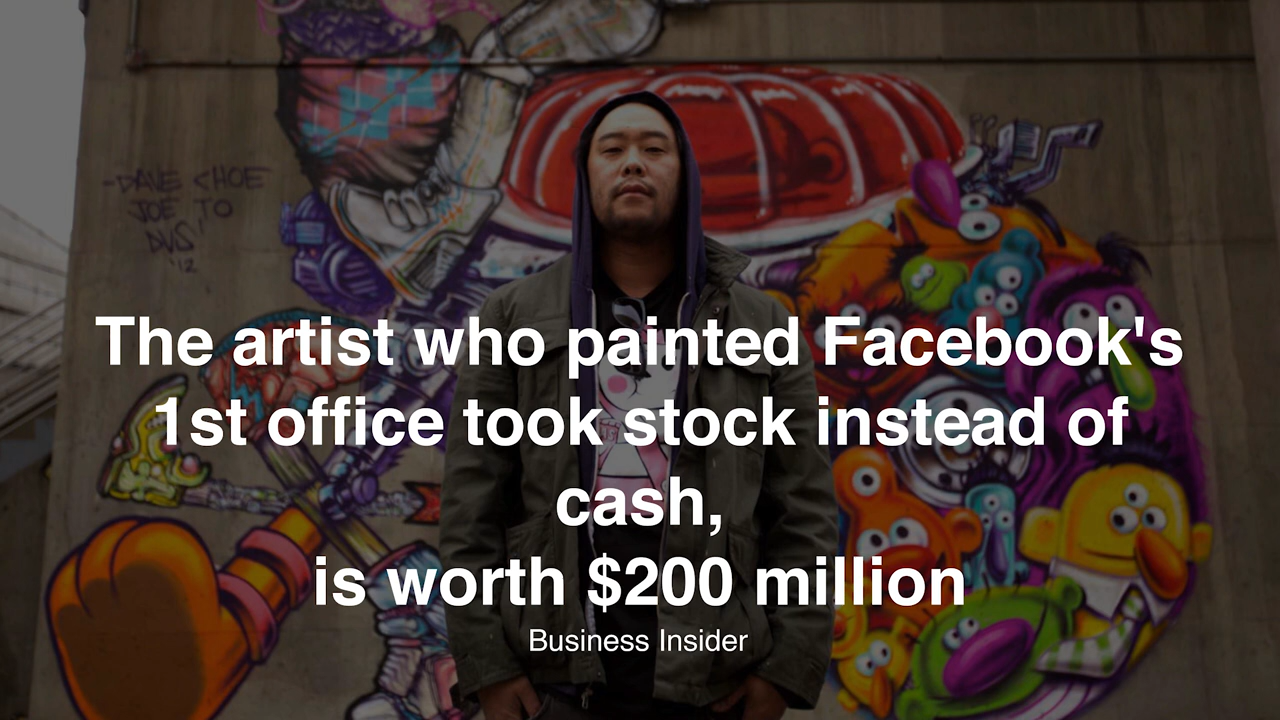 -DAVE CHOE
JOE TO
DVS'
'12
The artist who painted Facebook's
1st office took stock instead of
cash,
is worth $200 million
Business Insider